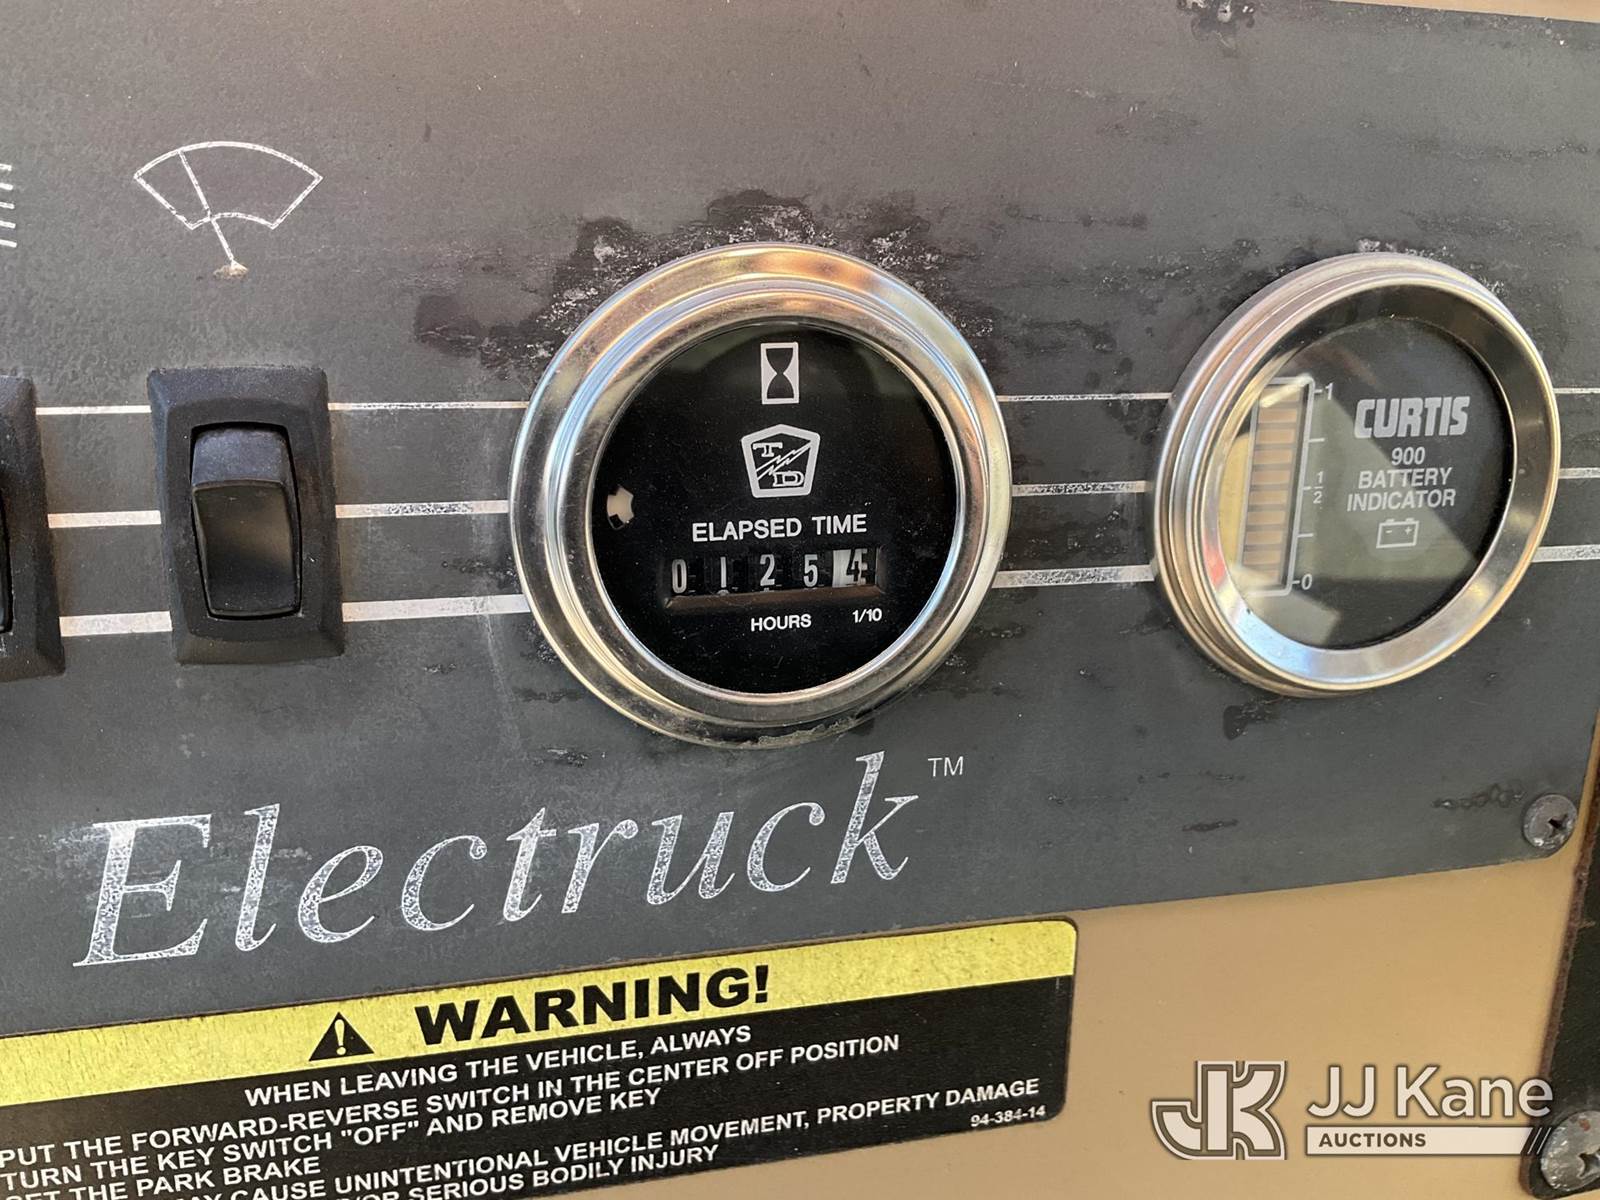 T
D
ELAPSED TIME
0 1 2 5 4
HOURS 1/10
1
1
2
0
CURTIS
900
BATTERY
INDICATOR
- +
Electruck™
WARNING!
WHEN LEAVING THE VEHICLE, ALWAYS
PUT THE FORWARD-REVERSE SWITCH IN THE CENTER OFF POSITION
TURN THE KEY SWITCH "OFF" AND REMOVE KEY
THE PARK BRAKE
CAUSE UNINTENTIONAL VEHICLE MOVEMENT, PROPERTY DAMAGE
SERIOUS BODILY INJURY
94-384-14
JK JJ Kane
AUCTIONS